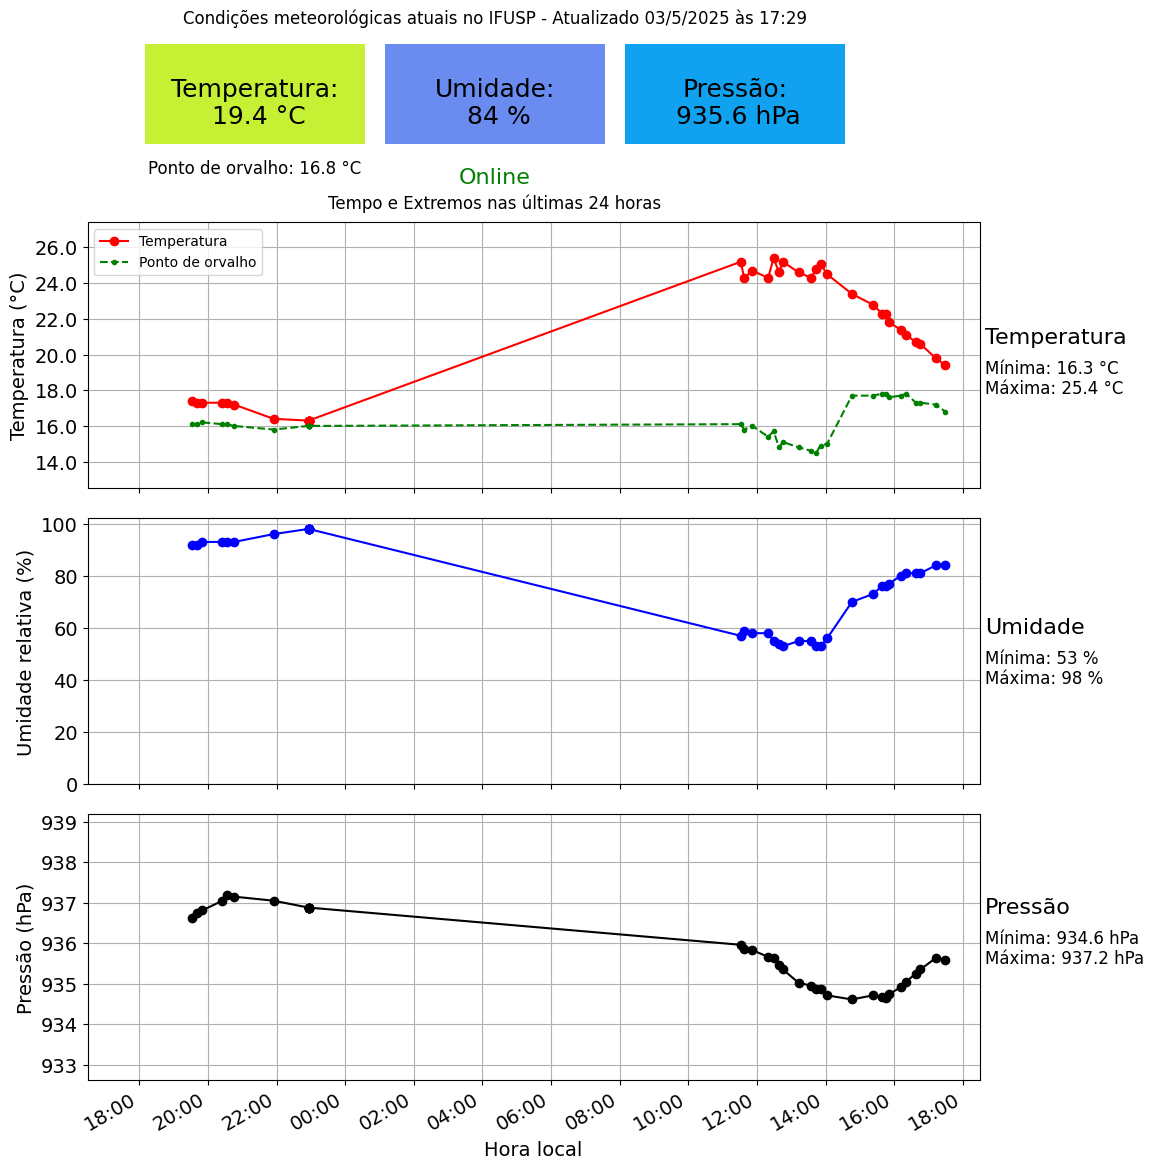 Condições meteorológicas atuais no IFUSP - Atualizado 03/5/2025 às 17:29
Temperatura:
19.4 °C
Umidade:
84 %
Pressão:
935.6 hPa
Ponto de orvalho: 16.8 °C
Online
Tempo e Extremos nas últimas 24 horas
Temperatura (°C)
26.0
24.0
22.0
20.0
18.0
16.0
14.0
Temperatura
Ponto de orvalho
Temperatura
Mínima: 16.3 °C
Máxima: 25.4 °C
Umidade relativa (%)
100
80
60
40
20
0
Umidade
Mínima: 53 %
Máxima: 98 %
Pressão (hPa)
939
938
937
936
935
934
933
Pressão
Mínima: 934.6 hPa
Máxima: 937.2 hPa
18:00 20:00 22:00 00:00 02:00 04:00 06:00 08:00 10:00 12:00 14:00 16:00 18:00
Hora local